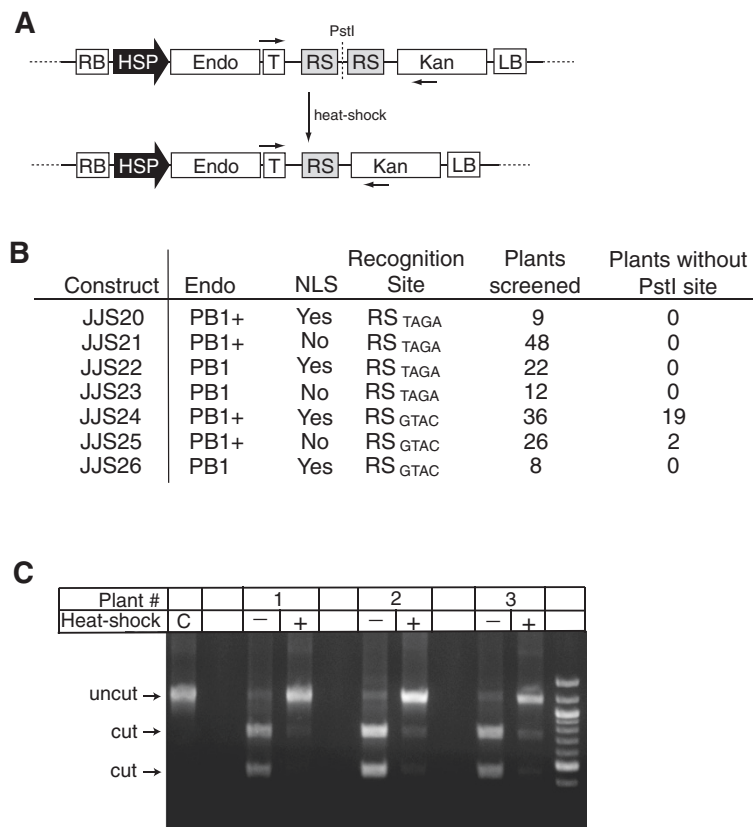 A
PstI
RB HSP Endo T RS RS Kan LB
heat-shock
RB HSP Endo T RS Kan LB
B
Construct Endo NLS Recognition Site Plants screened Plants without PstI site
JJS20 PB1+ Yes RS TAGA 9 0
JJS21 PB1+ No RS TAGA 48 0
JJS22 PB1 Yes RS TAGA 22 0
JJS23 PB1 No RS TAGA 12 0
JJS24 PB1+ Yes RS GTAC 36 19
JJS25 PB1+ No RS GTAC 26 2
JJS26 PB1 Yes RS GTAC 8 0
C
Plant # 1 2 3
Heat-shock C − + − + − +
uncut
cut
cut